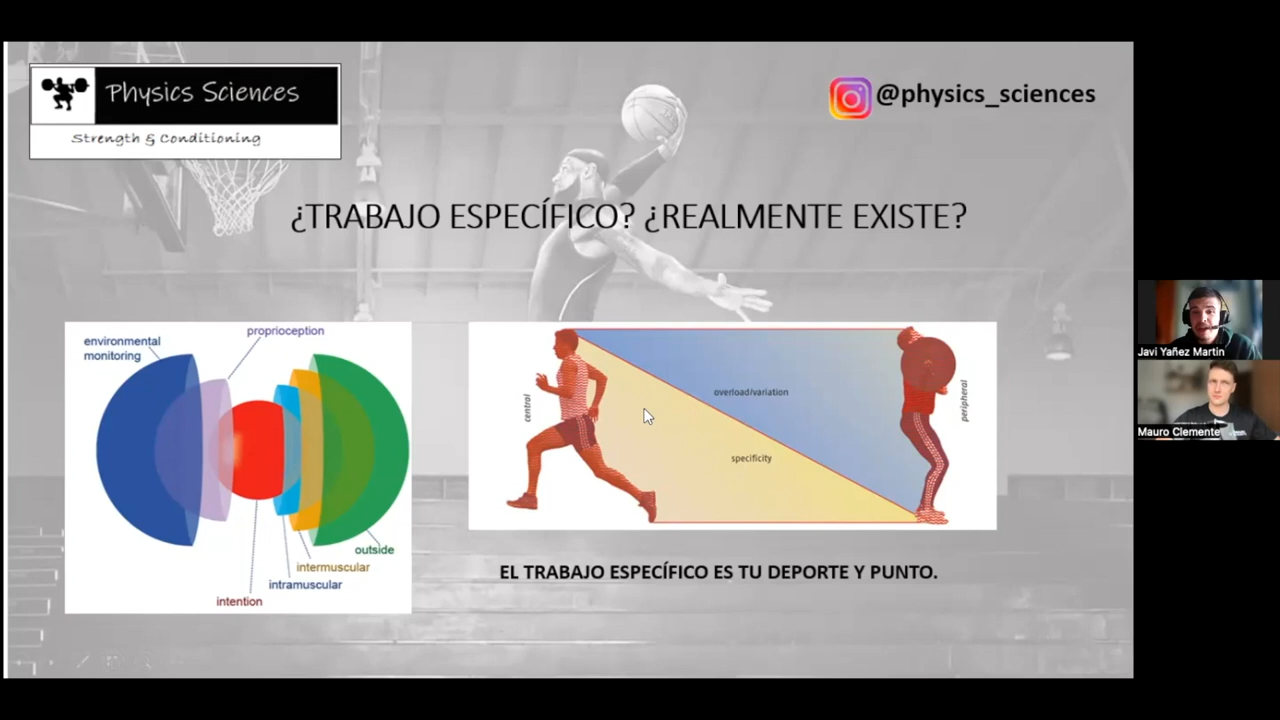 Physics Sciences
Strength & Conditioning
@physics_sciences
¿TRABAJO ESPECÍFICO? ¿REALMENTE EXISTE?
environmental
monitoring
proprioception
outside
intermuscular
intramuscular
intention
central
overload/variation
specificity
peripheral
EL TRABAJO ESPECÍFICO ES TU DEPORTE Y PUNTO.
Javi Yañez Martin
Mauro Clemente